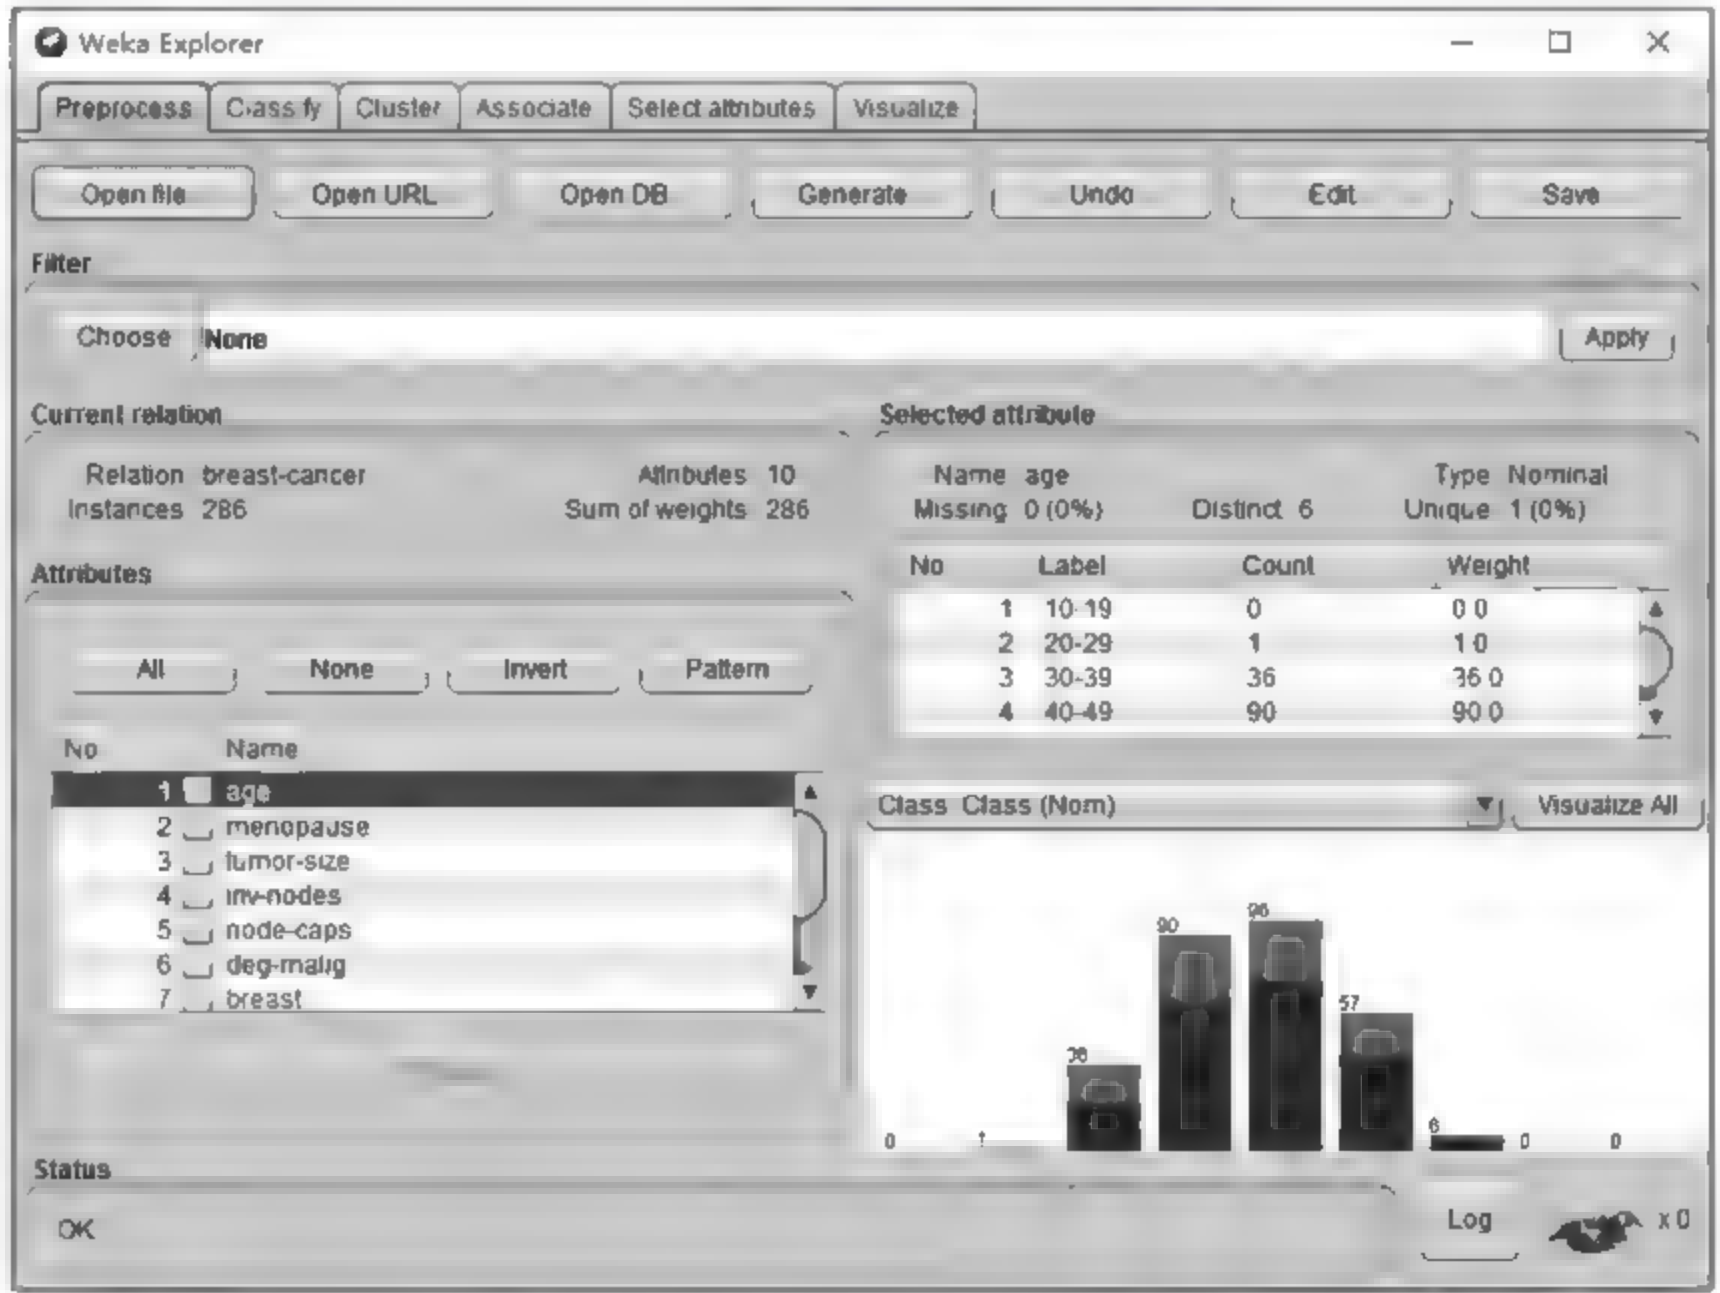 Weka Explorer
Preprocess Classify Cluster Associate Select attributes Visualize
Open file Open URL Open DB Generate Undo Edit Save
Filter
Choose None Apply
Current relation
Relation breast-cancer Attributes 10
Instances 286 Sum of weights 286
Selected attribute
Name age Type Nominal
Missing 0 (0%) Distinct 6 Unique 1 (0%)
No Label Count Weight
1 10-19 0 0 0
2 20-29 1 1 0
3 30-39 36 36 0
4 40-49 90 90 0
Attributes
All None Invert Pattern
No Name
1 age
2 menopause
3 tumor-size
4 inv-nodes
5 node-caps
6 deg-malig
7 breast
Class Class (Nom) Visualize All
0 1 36 90 96 57 6 0 0
Status
OK
Log x 0